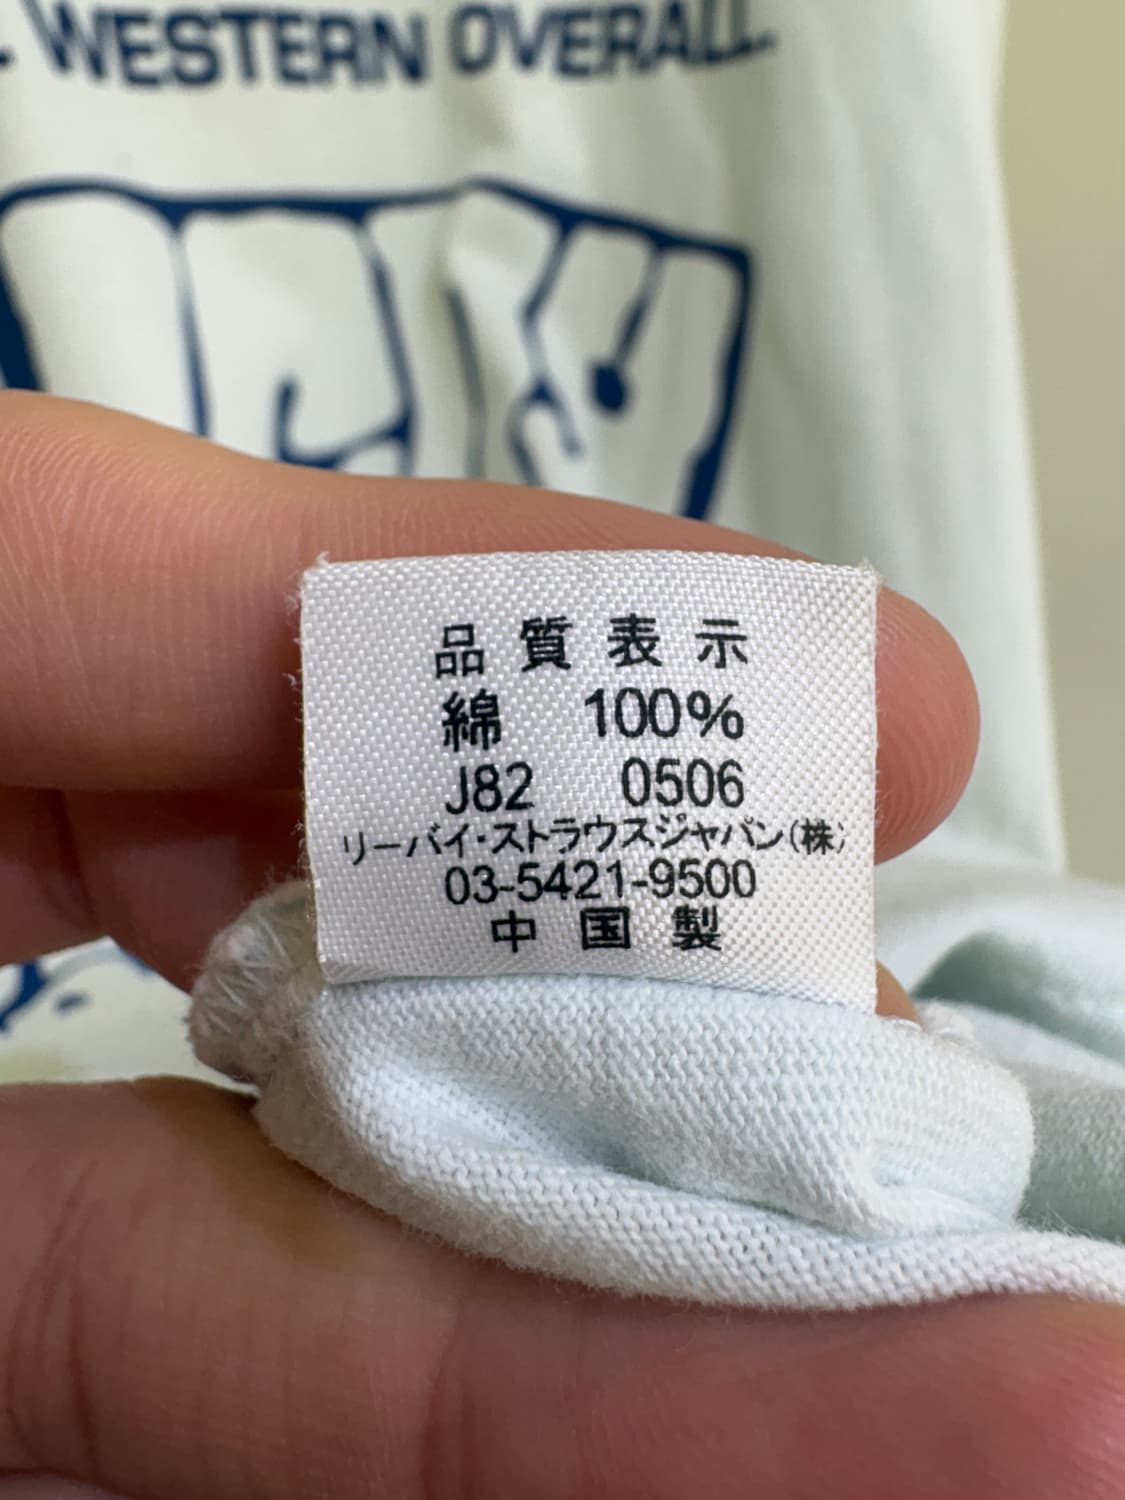 WESTERN OVERALL
品質表示
綿 100%
J82 0506
リーバイ・ストラウスジャパン(株)
03-5421-9500
中国製